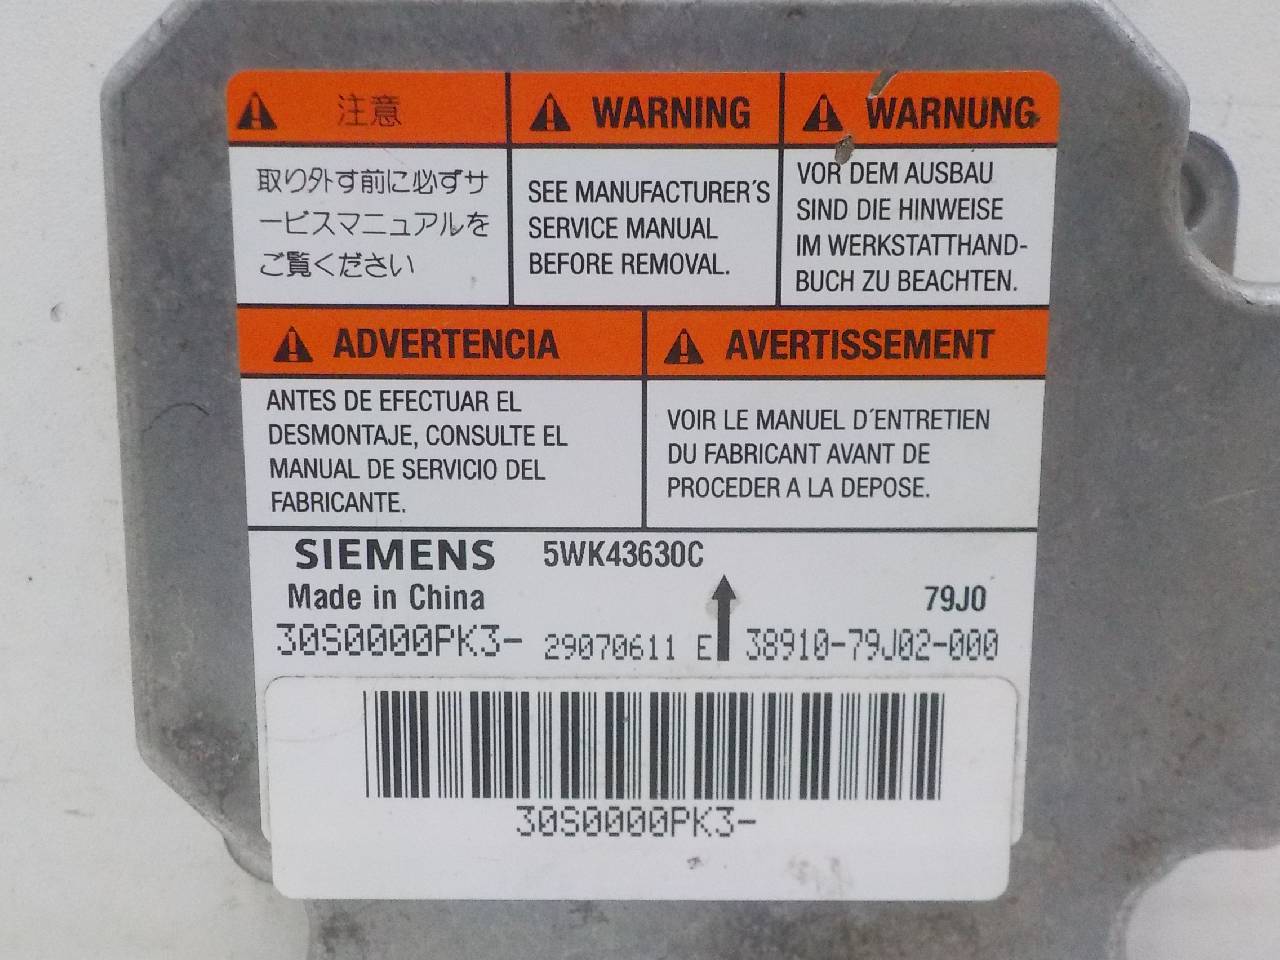 注意
取り外す前に必ずサ
ービスマニュアルを
ご覧ください
WARNING
SEE MANUFACTURER'S
SERVICE MANUAL
BEFORE REMOVAL.
WARNUNG
VOR DEM AUSBAU
SIND DIE HINWEISE
IM WERKSTATTHAND-
BUCH ZU BEACHTEN.
ADVERTENCIA
ANTES DE EFECTUAR EL
DESMONTAJE, CONSULTE EL
MANUAL DE SERVICIO DEL
FABRICANTE.
AVERTISSEMENT
VOIR LE MANUEL D'ENTRETIEN
DU FABRICANT AVANT DE
PROCEDER A LA DEPOSE.
SIEMENS 5WK43630C
Made in China 79J0
30S0000PK3- 29070611 E 38910-79J02-000
30S0000PK3-